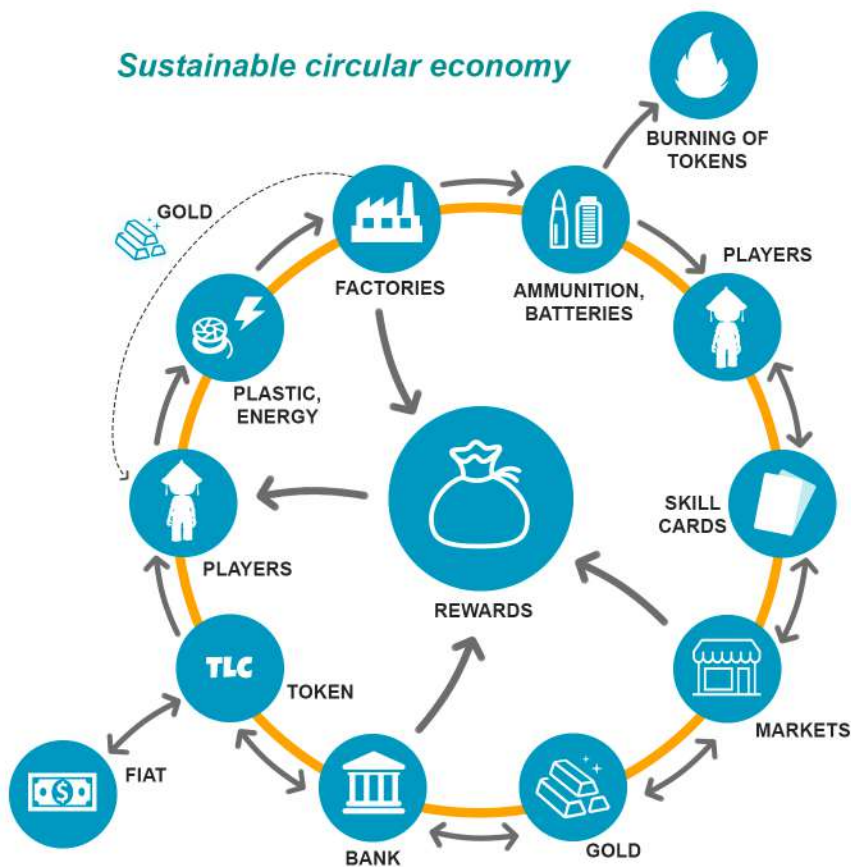 Sustainable circular economy
BURNING OF
TOKENS
GOLD
FACTORIES
AMMUNITION,
BATTERIES
PLAYERS
PLASTIC,
ENERGY
SKILL
CARDS
PLAYERS
REWARDS
TLC
TOKEN
MARKETS
$
FIAT
BANK
GOLD